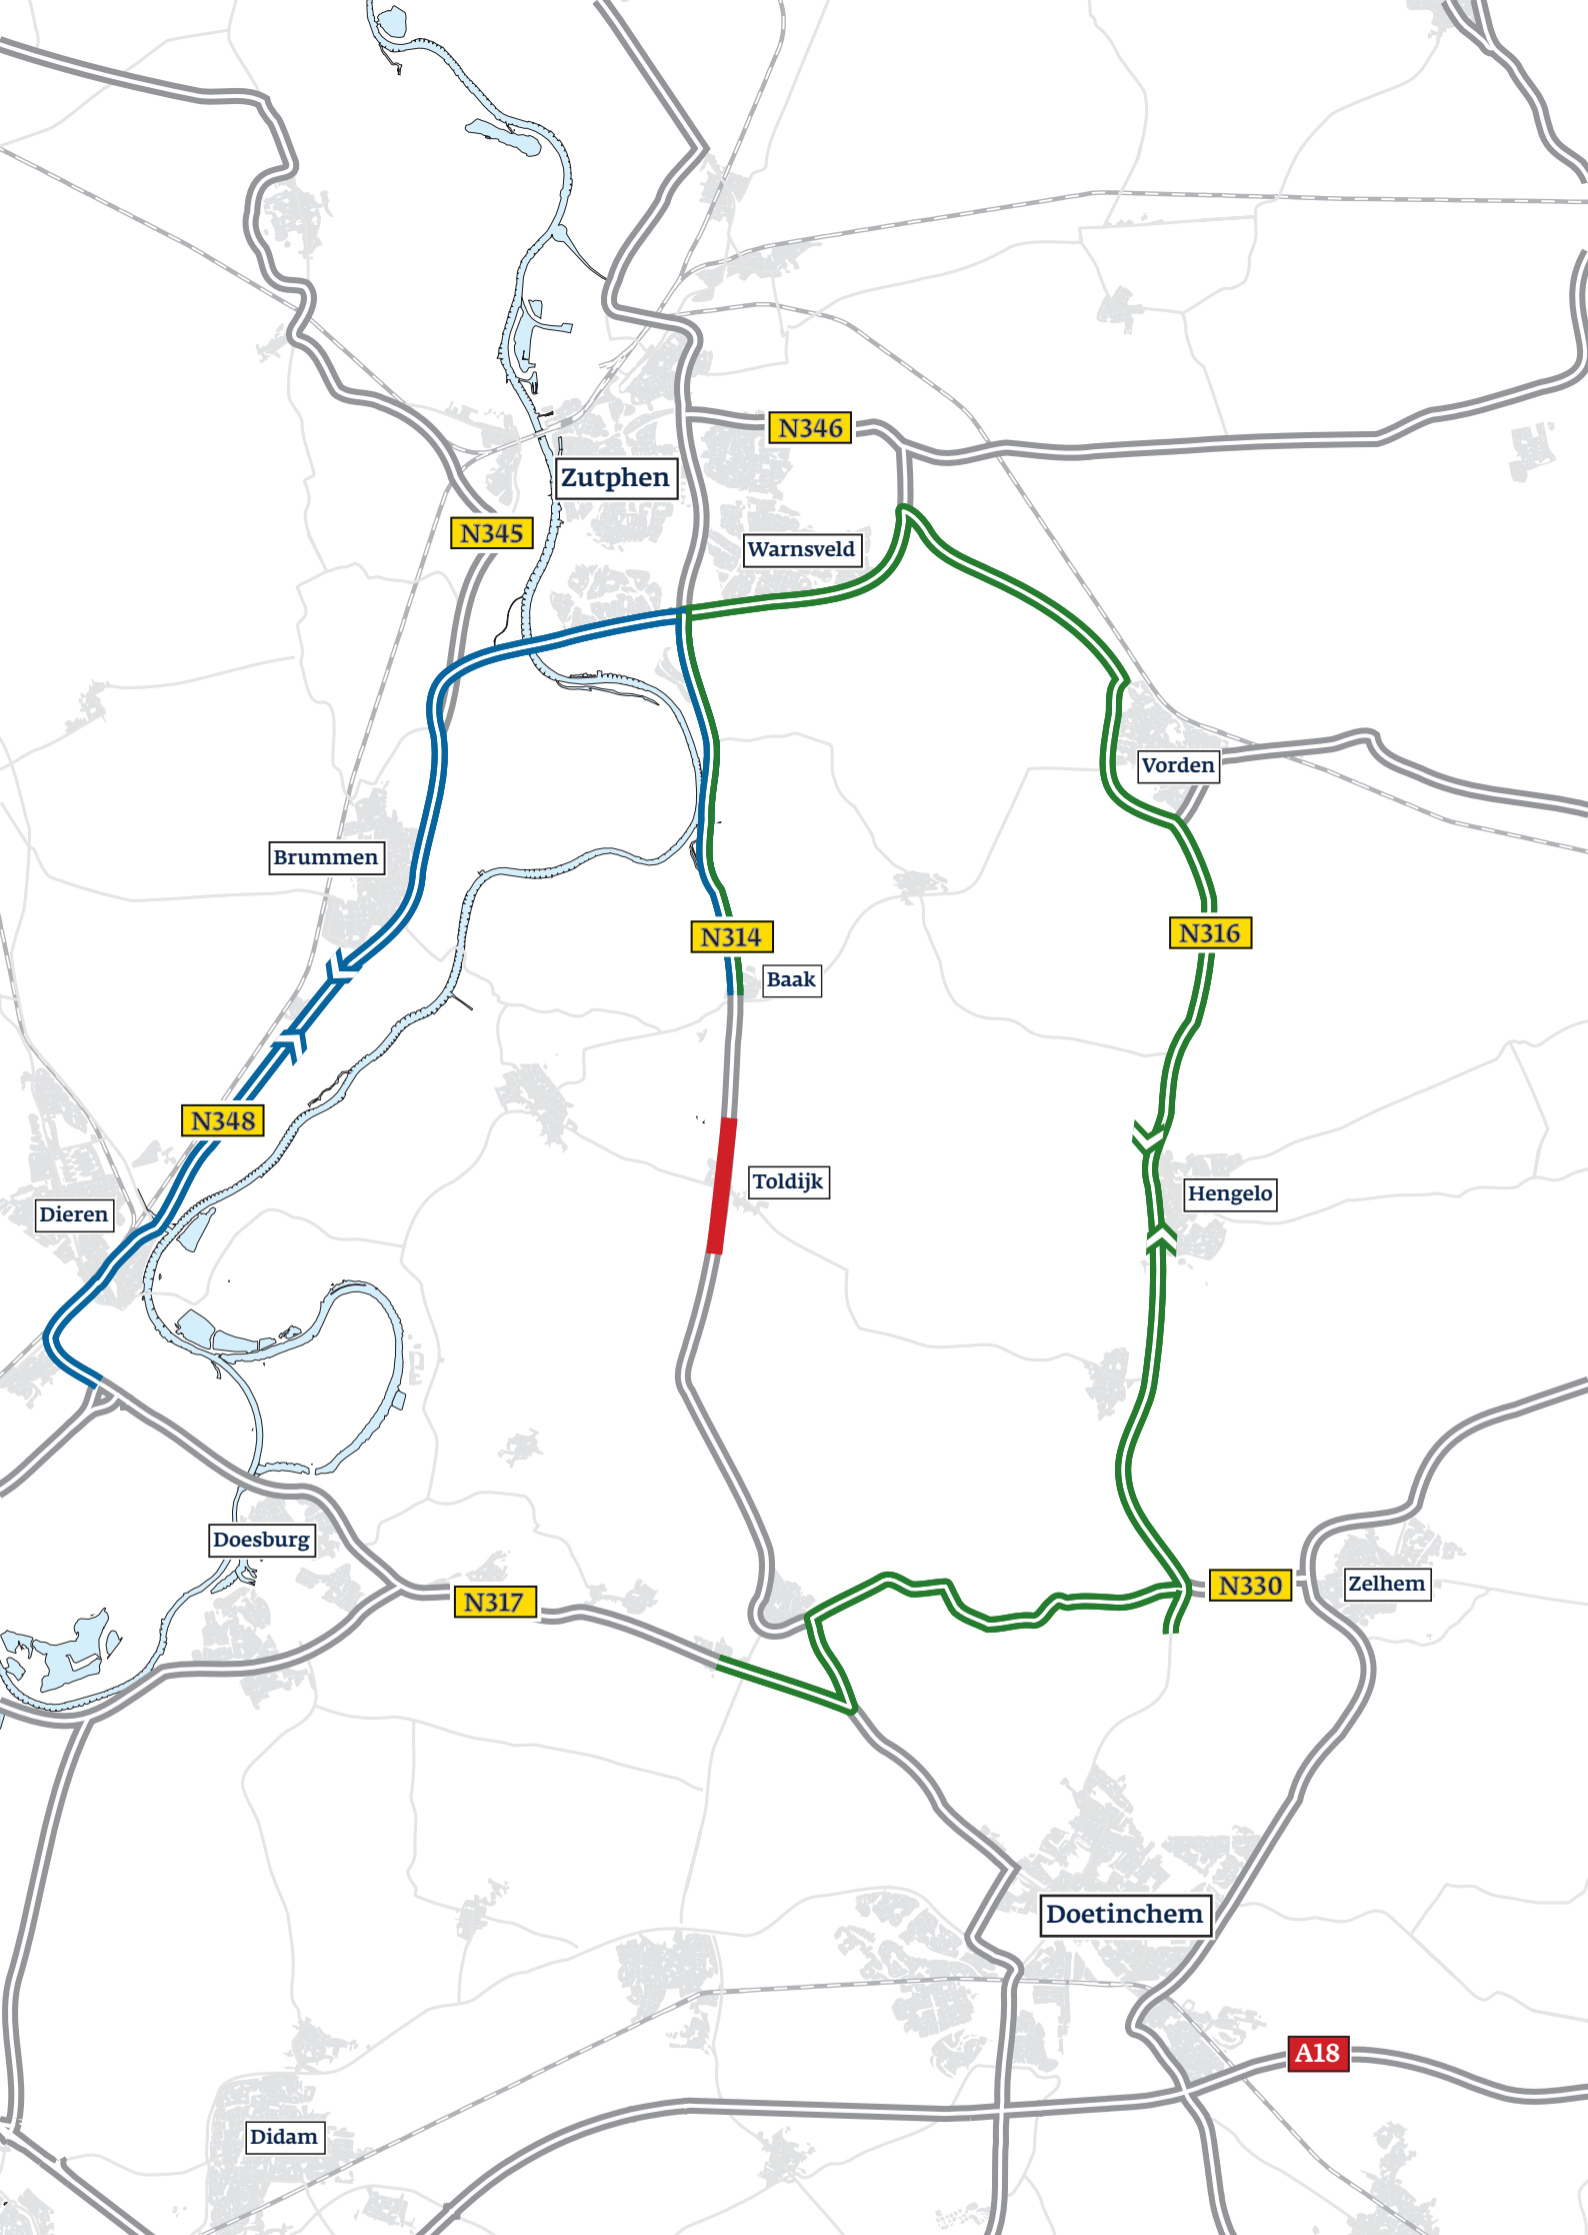 N346
Zutphen
N345
Warnsveld
Vorden
Brummen
N316
N314
Baak
N348
Toldijk
Hengelo
Dieren
Doesburg
N330
Zelhem
N317
Doetinchem
A18
Didam